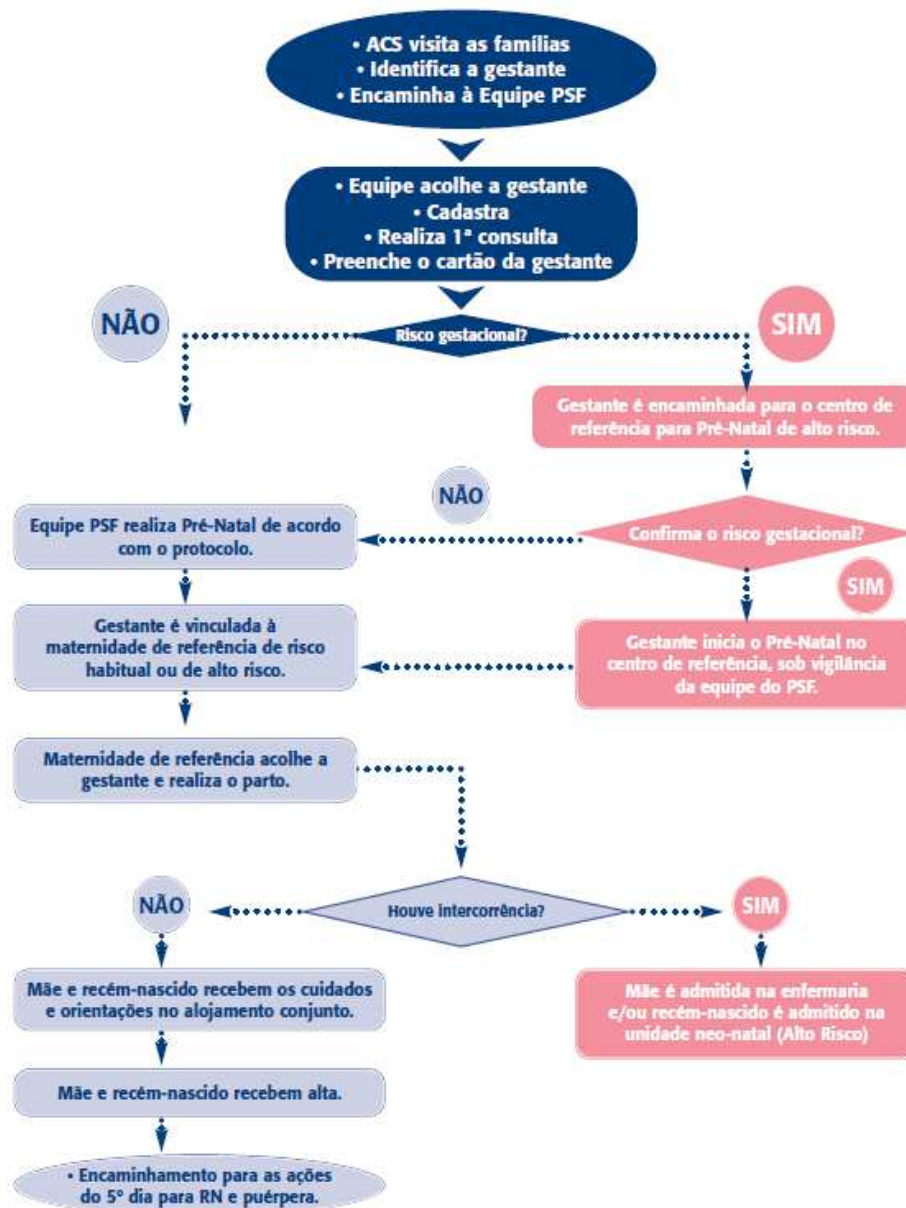 • ACS visita as famílias
• Identifica a gestante
• Encaminha à Equipe PSF
• Equipe acolhe a gestante
• Cadastra
• Realiza 1ª consulta
• Preenche o cartão da gestante
NÃO
Risco gestacional?
SIM
Gestante é encaminhada para o centro de
referência para Pré-Natal de alto risco.
NÃO
Equipe PSF realiza Pré-Natal de acordo
com o protocolo.
Confirma o risco gestacional?
SIM
Gestante é vinculada à
maternidade de referência de risco
habitual ou de alto risco.
Gestante inicia o Pré-Natal no
centro de referência, sob vigilância
da equipe do PSF.
Maternidade de referência acolhe a
gestante e realiza o parto.
NÃO
Houve intercorrência?
SIM
Mãe e recém-nascido recebem os cuidados
e orientações no alojamento conjunto.
Mãe é admitida na enfermaria
e/ou recém-nascido é admitido na
unidade neo-natal (Alto Risco)
Mãe e recém-nascido recebem alta.
• Encaminhamento para as ações
do 5º dia para RN e puérpera.